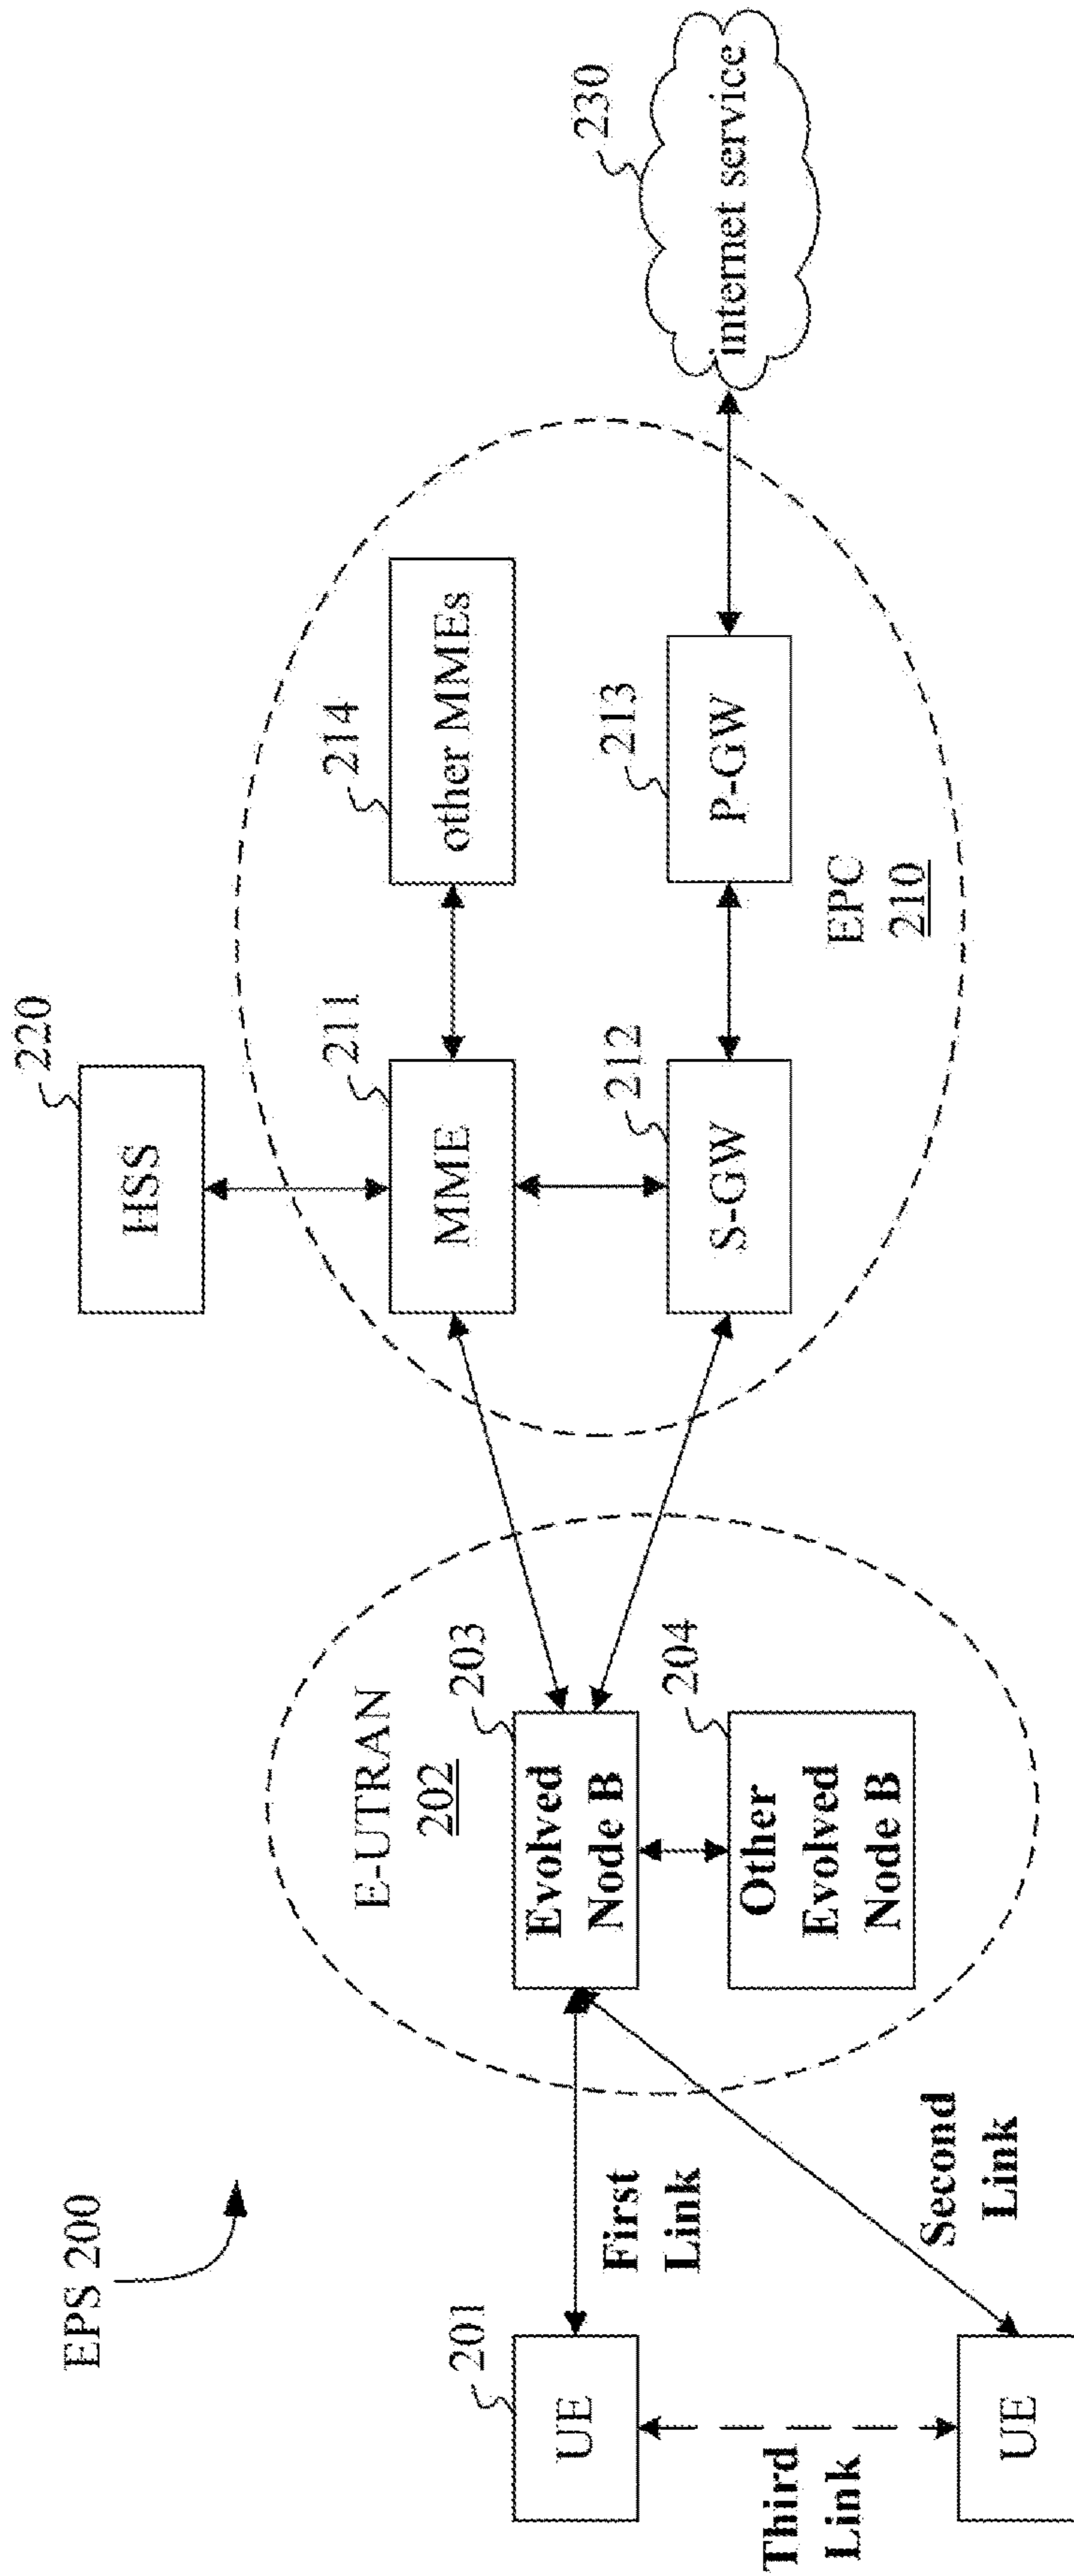 EPS 200
HSS
220
230
internet service
E-UTRAN
202
MME
211
other MMEs
214
UE
201
First
Link
Evolved
Node B
203
S-GW
212
P-GW
213
Third
Link
Other
Evolved
Node B
204
EPC
210
Second
Link
UE